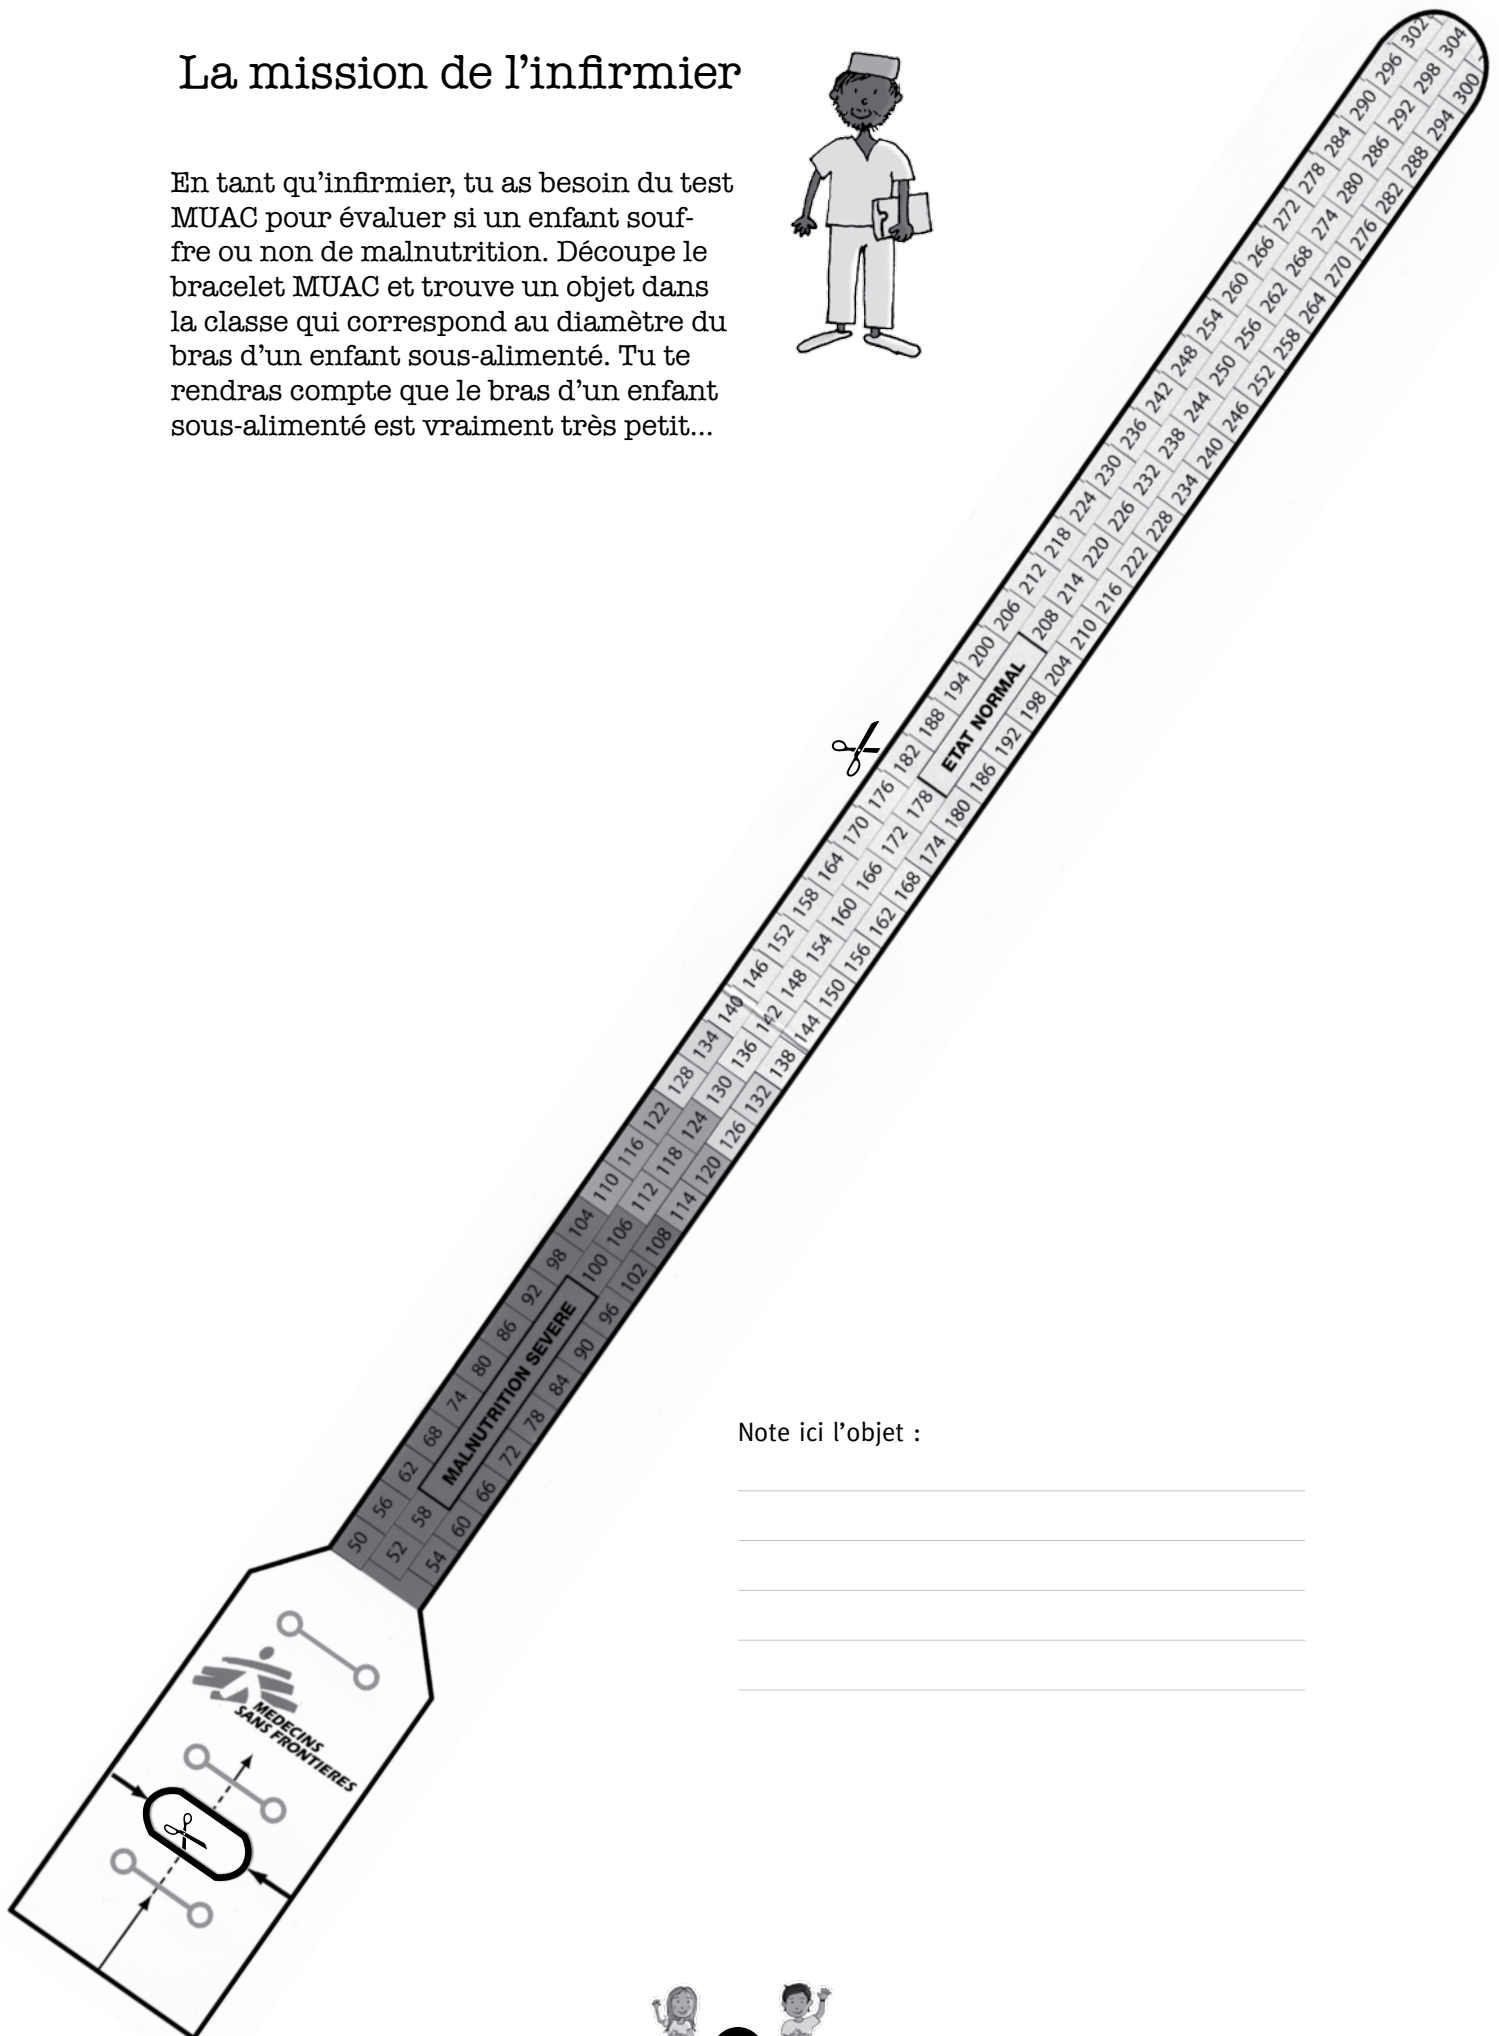 La mission de l'infirmier
En tant qu'infirmier, tu as besoin du test
MUAC pour évaluer si un enfant souf-
fre ou non de malnutrition. Découpe le
bracelet MUAC et trouve un objet dans
la classe qui correspond au diamètre du
bras d'un enfant sous-alimenté. Tu te
rendras compte que le bras d'un enfant
sous-alimenté est vraiment très petit...
302 296 290 284 278 272 266 260 254 248 242 236 230 224 218 212 206 200 194 188 182 176 170 164 158 152 146 140 134 128 122 116 110 104 98 92 86 80 74 68 62 56 50
304 298 292 286 280 274 268 262 256 250 244 238 232 226 220 214 208 ETAT NORMAL 178 172 166 160 154 148 142 136 130 124 118 112 106 100 MALNUTRITION SEVERE 58 52
300 294 288 282 276 270 264 258 252 246 240 234 228 222 216 210 204 198 192 186 180 174 168 162 156 150 144 138 132 126 120 114 108 102 96 90 84 78 72 66 60 54
Note ici l'objet :
MEDECINS
SANS FRONTIERES